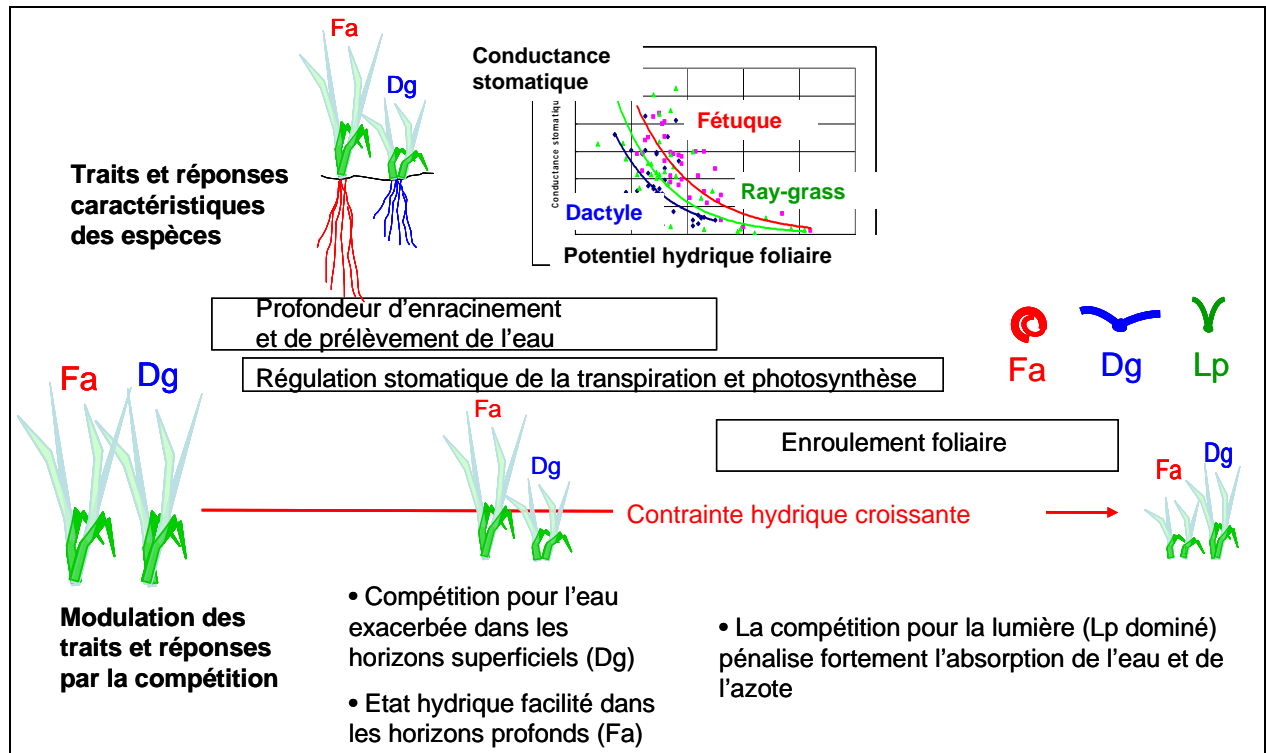 Fa
Dg
Conductance
stomatique
Conductance stomatiqu
Fétuque
Ray-grass
Dactyle
Potentiel hydrique foliaire
Traits et réponses
caractéristiques
des espèces
Profondeur d’enracinement
et de prélèvement de l’eau
Régulation stomatique de la transpiration et photosynthèse
Fa
Dg
Lp
Enroulement foliaire
Fa
Dg
Fa
Dg
Fa
Dg
Contrainte hydrique croissante
Modulation des
traits et réponses
par la compétition
• Compétition pour l’eau
exacerbée dans les
horizons superficiels (Dg)
• Etat hydrique facilité dans
les horizons profonds (Fa)
• La compétition pour la lumière (Lp dominé)
pénalise fortement l’absorption de l’eau et de
l’azote